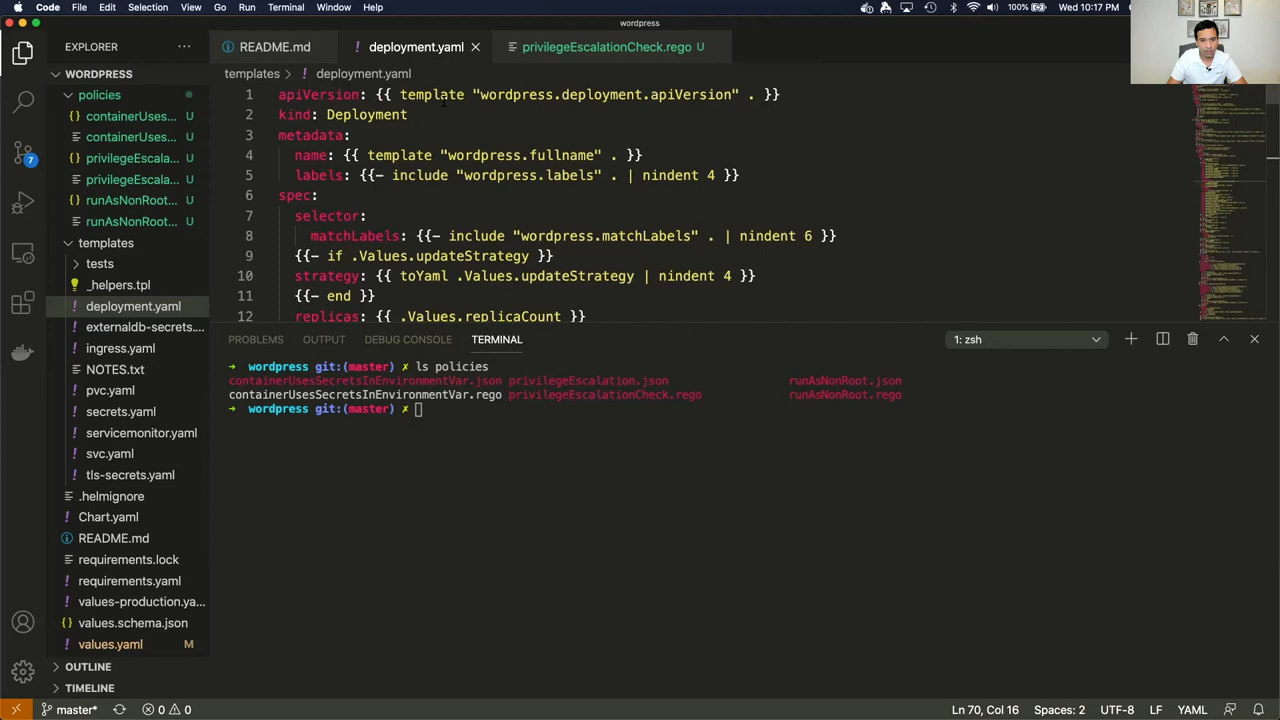 Code File Edit Selection View Go Run Terminal Window Help
100% Wed 10:17 PM
wordpress
EXPLORER
README.md
deployment.yaml
privilegeEscalationCheck.rego U
WORDPRESS
templates > deployment.yaml
policies
containerUses... U
containerUses... U
privilegeEscala... U
privilegeEscala... U
runAsNonRoot... U
runAsNonRoot... U
templates
tests
_helpers.tpl
deployment.yaml
externaldb-secrets....
ingress.yaml
NOTES.txt
pvc.yaml
secrets.yaml
servicemonitor.yaml
svc.yaml
tls-secrets.yaml
.helmignore
Chart.yaml
README.md
requirements.lock
requirements.yaml
values-production.ya...
values.schema.json
values.yaml M
OUTLINE
TIMELINE
7
1 apiVersion: {{ template "wordpress.deployment.apiVersion" . }}
2 kind: Deployment
3 metadata:
4 name: {{ template "wordpress.fullname" . }}
5 labels: {{- include "wordpress.labels" . | nindent 4 }}
6 spec:
7 selector:
8 matchLabels: {{- include "wordpress.matchLabels" . | nindent 6 }}
9 {{- if .Values.updateStrategy }}
10 strategy: {{ toYaml .Values.updateStrategy | nindent 4 }}
11 {{- end }}
12 replicas: {{ .Values.replicaCount }}
PROBLEMS OUTPUT DEBUG CONSOLE TERMINAL
1: zsh
➜ wordpress git:(master) ✗ ls policies
containerUsesSecretsInEnvironmentVar.json privilegeEscalation.json runAsNonRoot.json
containerUsesSecretsInEnvironmentVar.rego privilegeEscalationCheck.rego runAsNonRoot.rego
➜ wordpress git:(master) ✗
master* 0 0
Ln 70, Col 16 Spaces: 2 UTF-8 LF YAML